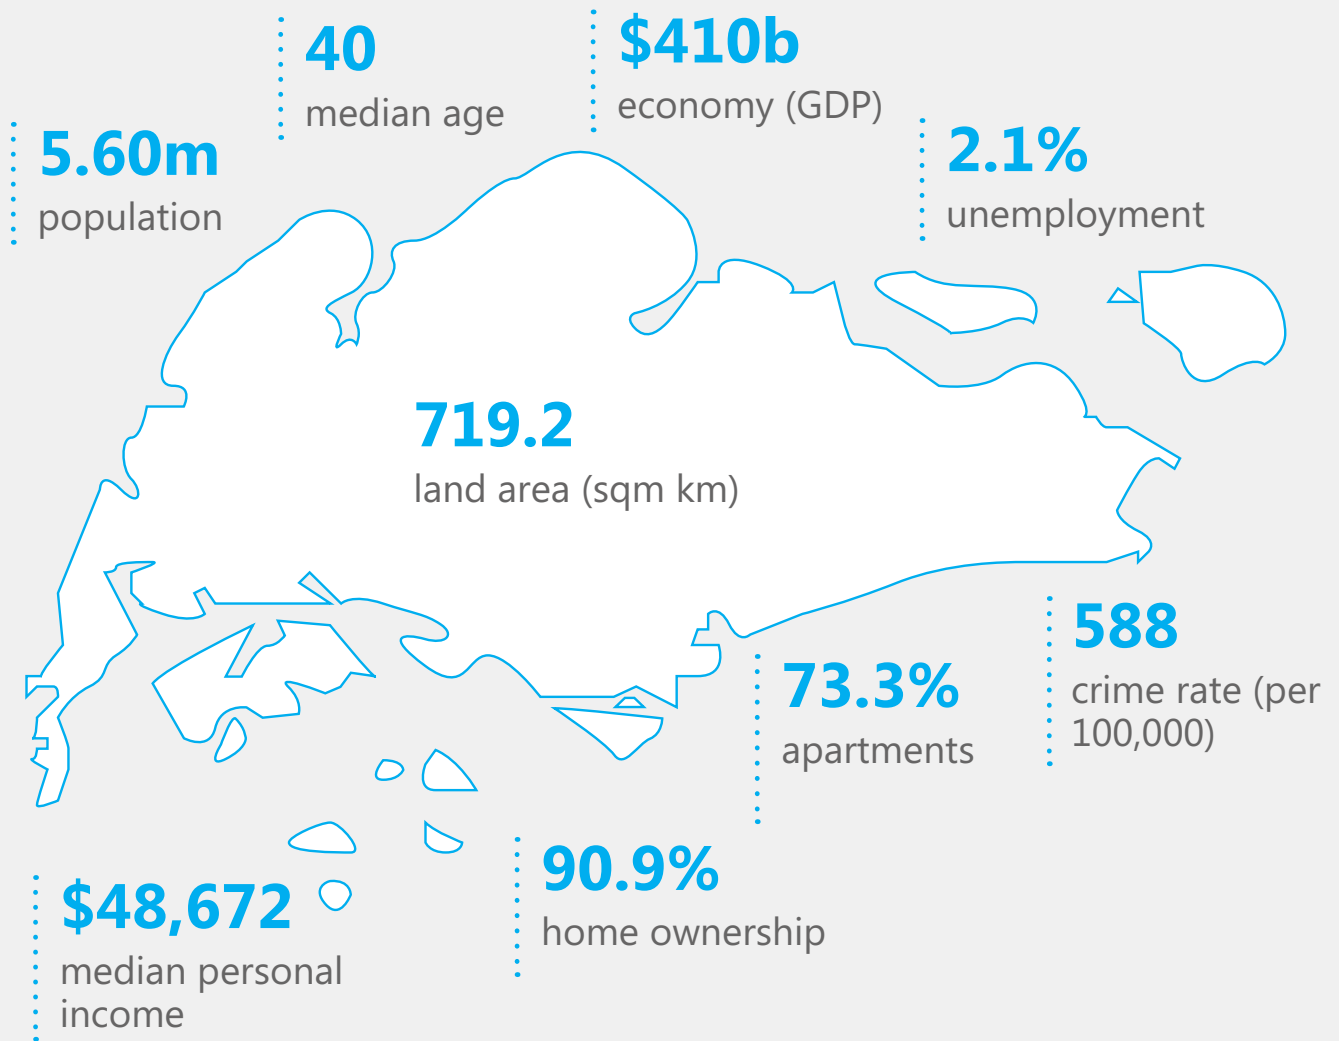 40
median age
$410b
economy (GDP)
5.60m
population
2.1%
unemployment
719.2
land area (sqm km)
588
crime rate (per
100,000)
73.3%
apartments
90.9%
home ownership
$48,672
median personal
income